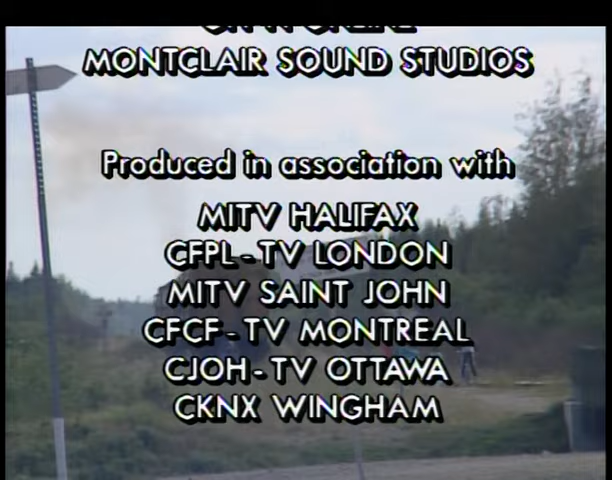 MONTCLAIR SOUND STUDIOS
Produced in association with
MITV HALIFAX
CFPL-TV LONDON
MITV SAINT JOHN
CFCF-TV MONTREAL
CJOH-TV OTTAWA
CKNX WINGHAM